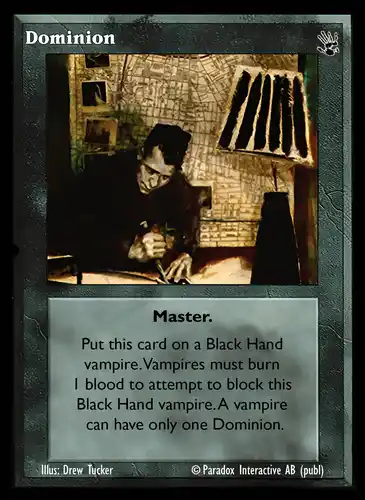 Dominion
Master.
Put this card on a Black Hand
vampire. Vampires must burn
1 blood to attempt to block this
Black Hand vampire. A vampire
can have only one Dominion.
Illus: Drew Tucker © Paradox Interactive AB (publ)